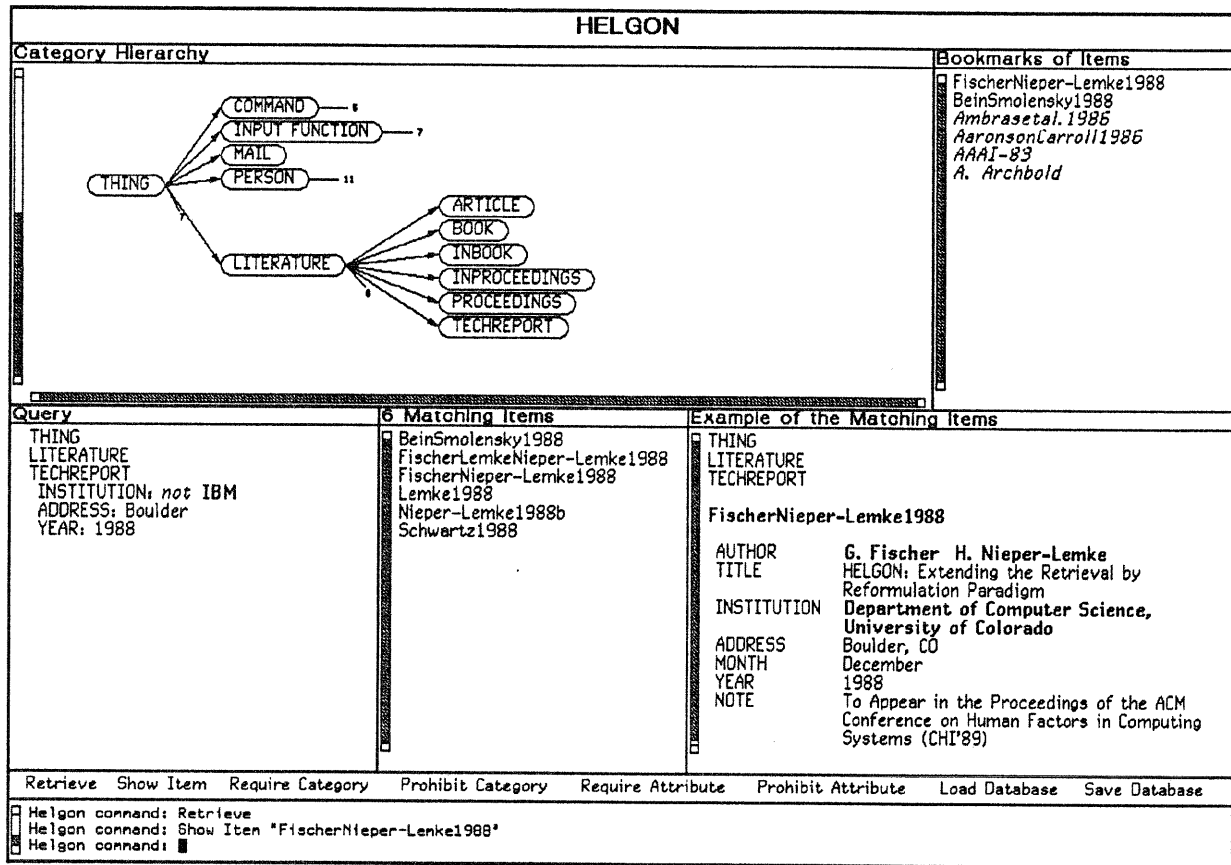 HELGON
Category Hierarchy
COMMAND
INPUT FUNCTION
7
MAIL
THING
PERSON
11
7
LITERATURE
ARTICLE
BOOK
INBOOK
INPROCEEDINGS
PROCEEDINGS
TECHREPORT
Bookmarks of Items
FischerNieper-Lemke1988
BeinSmolensky1988
Ambrasetal.1986
AaronsonCarroll1986
AAAI-83
A. Archbold
Query
THING
LITERATURE
TECHREPORT
INSTITUTION: not IBM
ADDRESS: Boulder
YEAR: 1988
6 Matching Items
BeinSmolensky1988
FischerLemkeNieper-Lemke1988
FischerNieper-Lemke1988
Lemke1988
Nieper-Lemke1988b
Schwartz1988
Example of the Matching Items
THING
LITERATURE
TECHREPORT
FischerNieper-Lemke1988
AUTHOR G. Fischer H. Nieper-Lemke
TITLE HELGON: Extending the Retrieval by
Reformulation Paradigm
INSTITUTION Department of Computer Science,
University of Colorado
ADDRESS Boulder, CO
MONTH December
YEAR 1988
NOTE To Appear in the Proceedings of the ACM
Conference on Human Factors in Computing
Systems (CHI'89)
Retrieve Show Item Require Category Prohibit Category Require Attribute Prohibit Attribute Load Database Save Database
Helgon command: Retrieve
Helgon command: Show Item "FischerNieper-Lemke1988"
Helgon command: